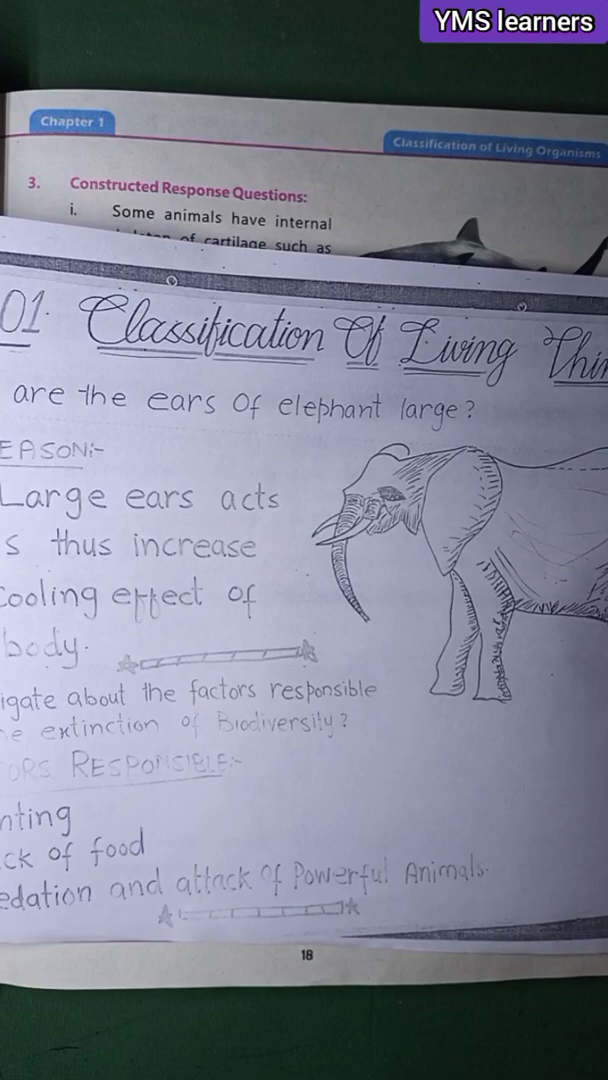 YMS learners
Chapter 1
Classification of Living Organisms
3. Constructed Response Questions:
i. Some animals have internal
of cartilage such as
01. Classification Of Living Thin
are the ears of elephant large?
EASON:-
Large ears acts
s thus increase
cooling effect of
body.
igate about the factors responsible
he extinction of Biodiversity?
ORS RESPONSIBLE:-
nting
ck of food
edation and attack of Powerful Animals.
18